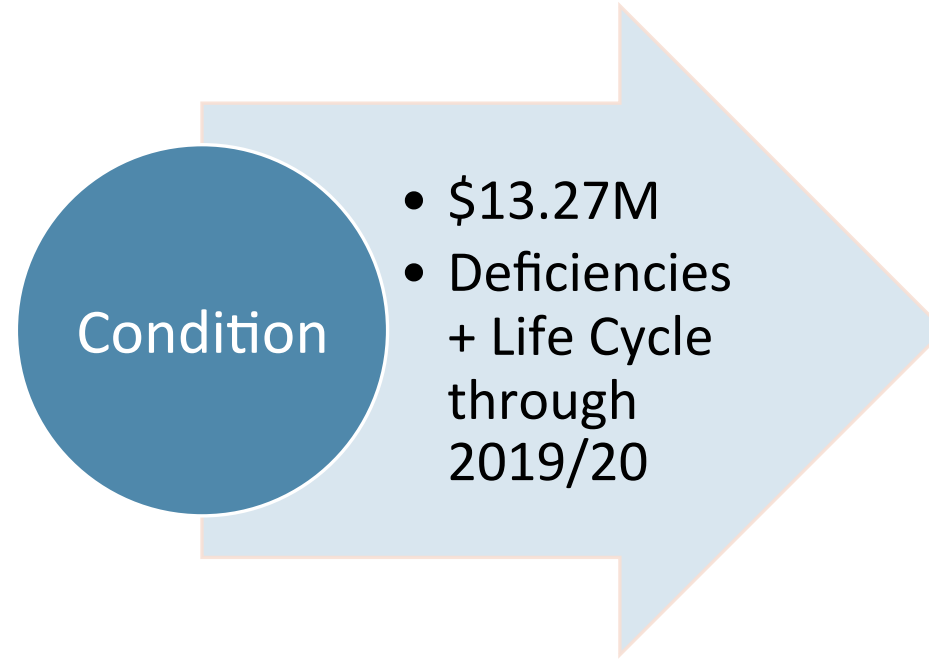 Condition
• $13.27M
• Deficiencies
+ Life Cycle
through
2019/20